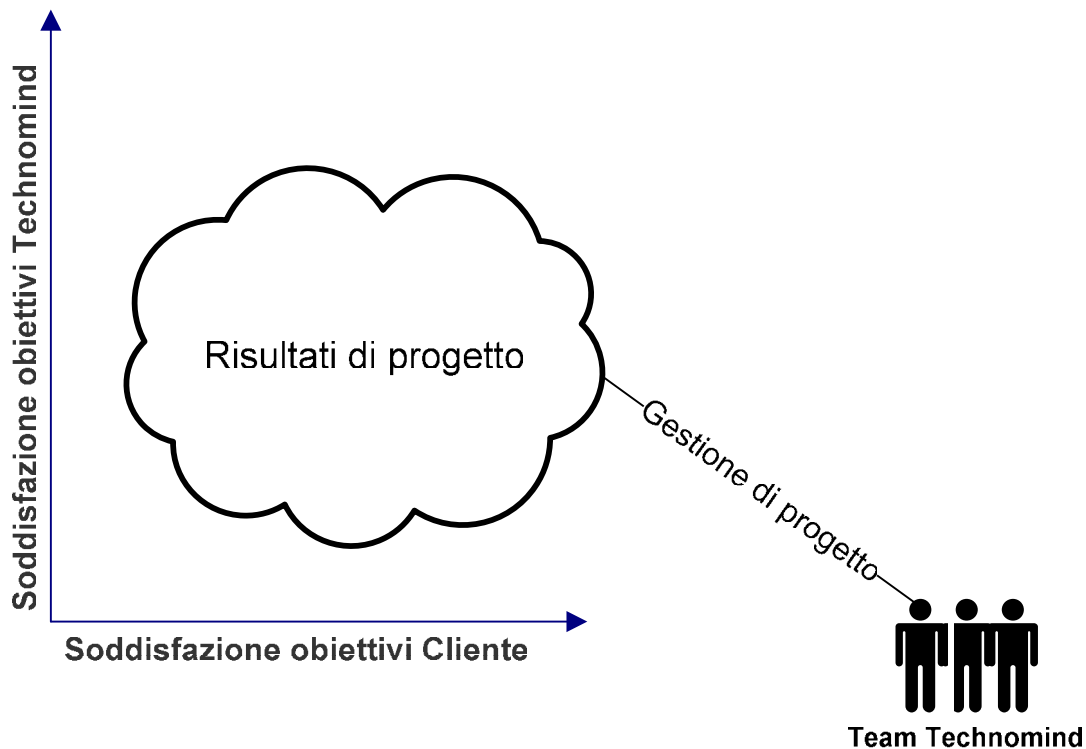 Soddisfazione obiettivi Technomind
Risultati di progetto
Gestione di progetto
Soddisfazione obiettivi Cliente
Team Technomind